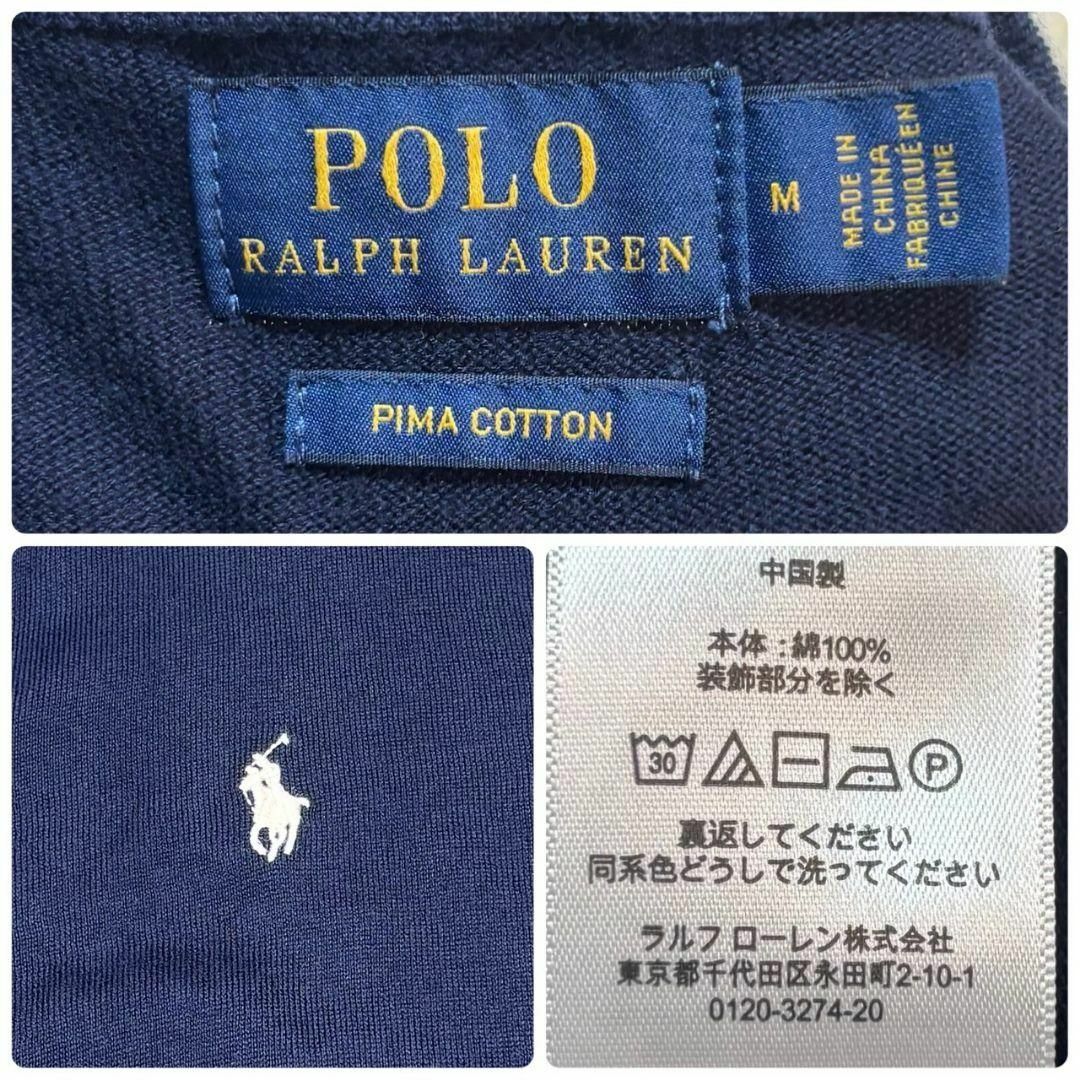 POLO
RALPH LAUREN
M
MADE IN
CHINA
FABRIQUÉ EN
CHINE
PIMA COTTON
中国製
本体:綿100%
装飾部分を除く
30
P
裏返してください
同系色どうしで洗ってください
ラルフ ローレン株式会社
東京都千代田区永田町2-10-1
0120-3274-20